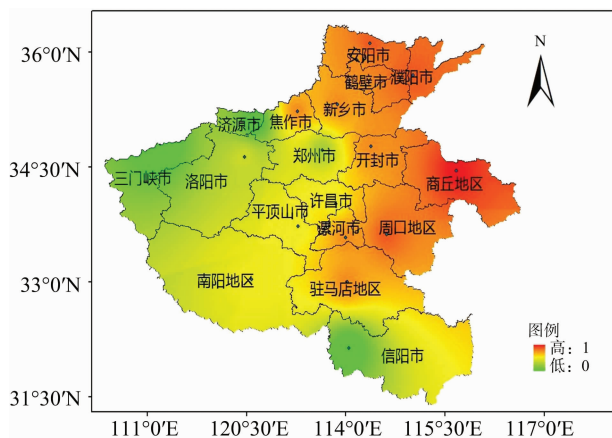 36°0′N
34°30′N
33°0′N
31°30′N
N
安阳市
鹤壁市
濮阳市
新乡市
济源市
焦作市
郑州市
开封市
三门峡市
洛阳市
商丘地区
许昌市
平顶山市
漯河市
周口地区
南阳地区
驻马店地区
信阳市
图例
高：1
低：0
111°0′E
120°30′E
114°0′E
115°30′E
117°0′E